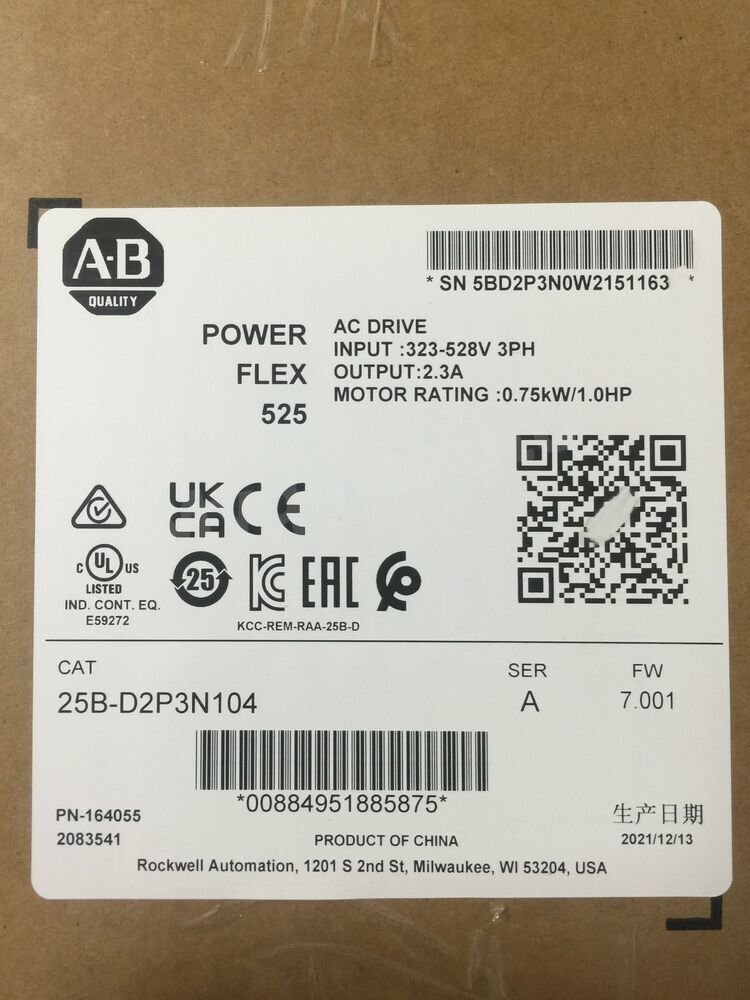 A-B
QUALITY
* SN 5BD2P3N0W2151163 *
POWER
FLEX
525
AC DRIVE
INPUT :323-528V 3PH
OUTPUT:2.3A
MOTOR RATING :0.75kW/1.0HP
UK
CA
CE
C UL US
LISTED
IND. CONT. EQ.
E59272
25
KC
EAC
KCC-REM-RAA-25B-D
CAT
25B-D2P3N104
SER
A
FW
7.001
*00884951885875*
PN-164055
2083541
生产日期
2021/12/13
PRODUCT OF CHINA
Rockwell Automation, 1201 S 2nd St, Milwaukee, WI 53204, USA